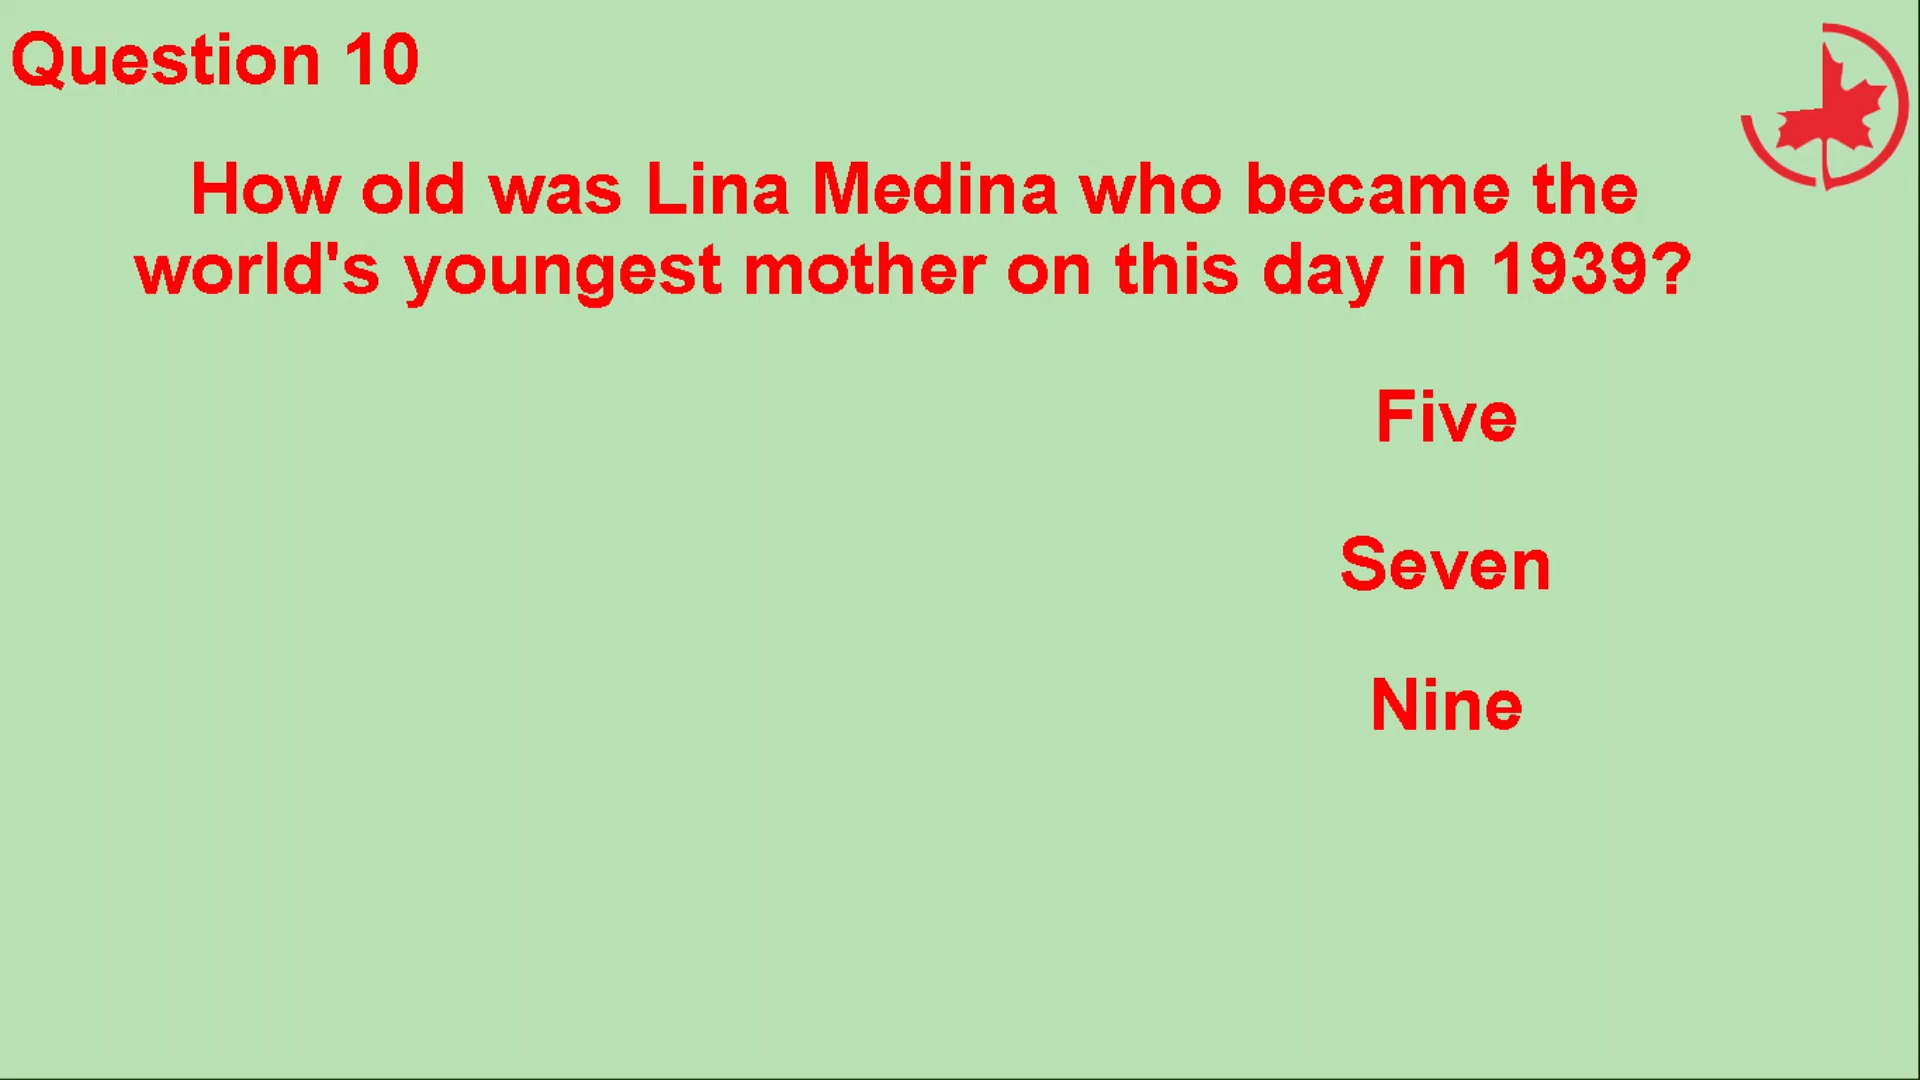 Question 10
How old was Lina Medina who became the
world's youngest mother on this day in 1939?
Five
Seven
Nine